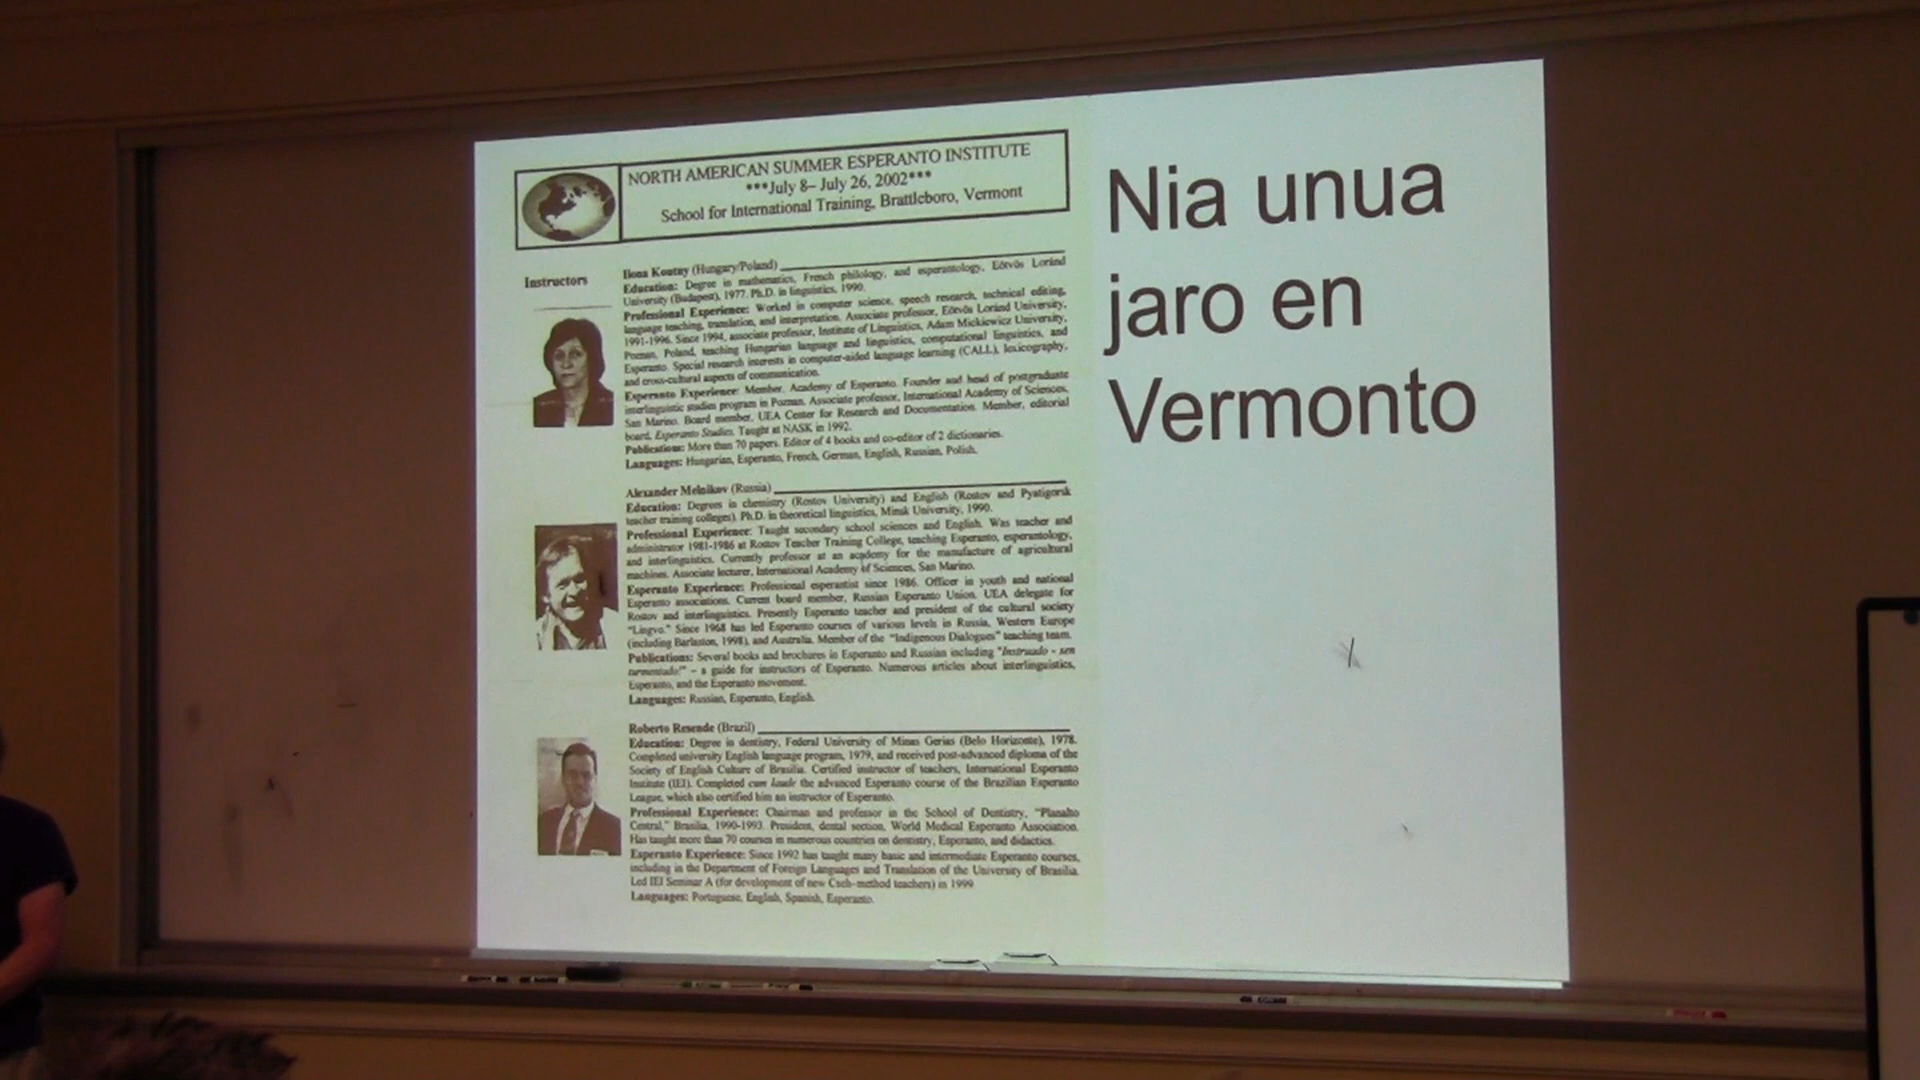 NORTH AMERICAN SUMMER ESPERANTO INSTITUTE
***July 8– July 26, 2002***
School for International Training, Brattleboro, Vermont
Instructors
Ilona Koutny (Hungary/Poland)
Education: Degree in mathematics, French philology, and esperantology, Eötvös Loránd
University (Budapest), 1977. Ph.D. in linguistics, 1990.
Professional Experience: Worked in computer science, speech research, technical editing,
language teaching, translation, and interpretation. Associate professor, Eötvös Loránd University,
1991-1996. Since 1994, associate professor, Institute of Linguistics, Adam Mickiewicz University,
Poznan, Poland, teaching Hungarian language and linguistics, computational linguistics, and
Esperanto. Special research interests in computer-aided language learning (CALL), lexicography,
and cross-cultural aspects of communication.
Esperanto Experience: Member, Academy of Esperanto. Founder and head of postgraduate
interlinguistic studies program in Poznan. Associate professor, International Academy of Sciences,
San Marino. Board member, UEA Center for Research and Documentation. Member, editorial
board, Esperanto Studies. Taught at NASK in 1992.
Publications: More than 70 papers. Editor of 4 books and co-editor of 2 dictionaries.
Languages: Hungarian, Esperanto, French, German, English, Russian, Polish.
Alexander Melnikov (Russia)
Education: Degrees in chemistry (Rostov University) and English (Rostov and Pyatigorsk
teacher training colleges). Ph.D. in theoretical linguistics, Minsk University, 1990.
Professional Experience: Taught secondary school sciences and English. Was teacher and
administrator 1981-1986 at Rostov Teacher Training College, teaching Esperanto, esperantology,
and interlinguistics. Currently professor at an academy for the manufacture of agricultural
machines. Associate lecturer, International Academy of Sciences, San Marino.
Esperanto Experience: Professional esperantist since 1986. Officer in youth and national
Esperanto associations. Current board member, Russian Esperanto Union. UEA delegate for
Rostov and interlinguistics. Presently Esperanto teacher and president of the cultural society
"Lingvo." Since 1968 has led Esperanto courses of various levels in Russia, Western Europe
(including Barlaston, 1998), and Australia. Member of the "Indigenous Dialogues" teaching team.
Publications: Several books and brochures in Esperanto and Russian including "Instruado - sen
turmentado!" – a guide for instructors of Esperanto. Numerous articles about interlinguistics,
Esperanto, and the Esperanto movement.
Languages: Russian, Esperanto, English.
Roberto Resende (Brazil)
Education: Degree in dentistry, Federal University of Minas Gerias (Belo Horizonte), 1978.
Completed university English language program, 1979, and received post-advanced diploma of the
Society of English Culture of Brasilia. Certified instructor of teachers, International Esperanto
Institute (IEI). Completed cum laude the advanced Esperanto course of the Brazilian Esperanto
League, which also certified him an instructor of Esperanto.
Professional Experience: Chairman and professor in the School of Dentistry, "Planalto
Central," Brasilia, 1990-1993. President, dental section, World Medical Esperanto Association.
Has taught more than 70 courses in numerous countries on dentistry, Esperanto, and didactics.
Esperanto Experience: Since 1992 has taught many basic and intermediate Esperanto courses,
including in the Department of Foreign Languages and Translation of the University of Brasilia.
Led IEI Seminar A (for development of new Cseh-method teachers) in 1999.
Languages: Portuguese, English, Spanish, Esperanto.
Nia unua
jaro en
Vermonto